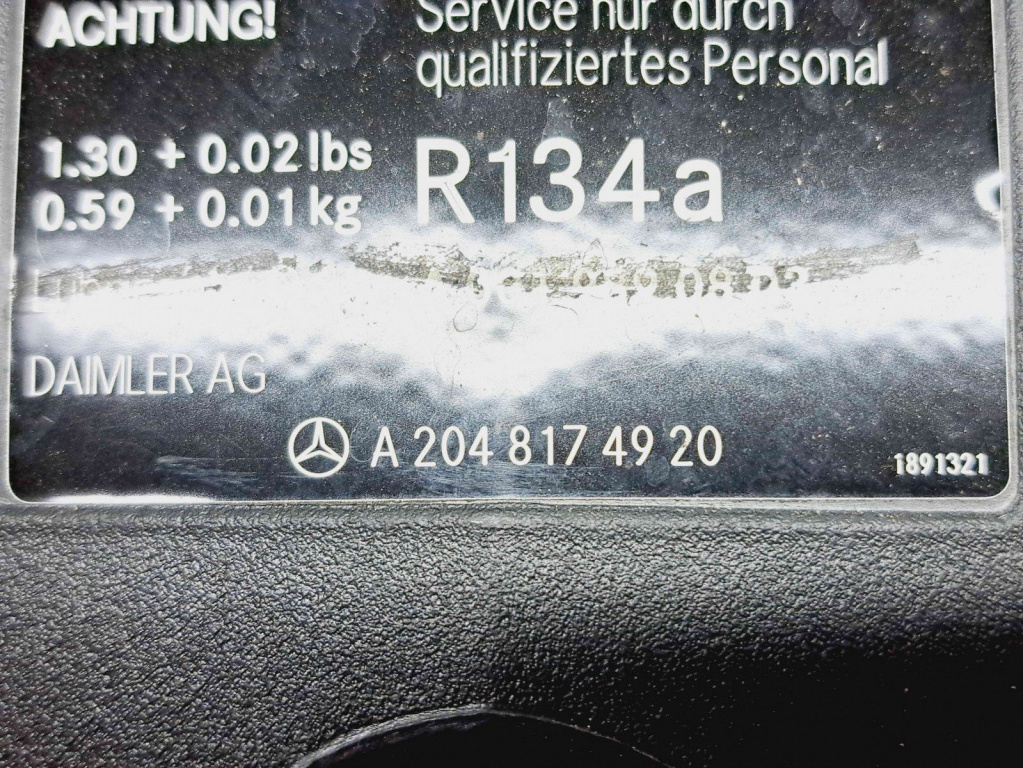 ACHTUNG!
Service nur durch
qualifiziertes Personal
1.30 + 0.02 lbs
0.59 + 0.01 kg
R134a
DAIMLER AG
A 204 817 49 20
1891321